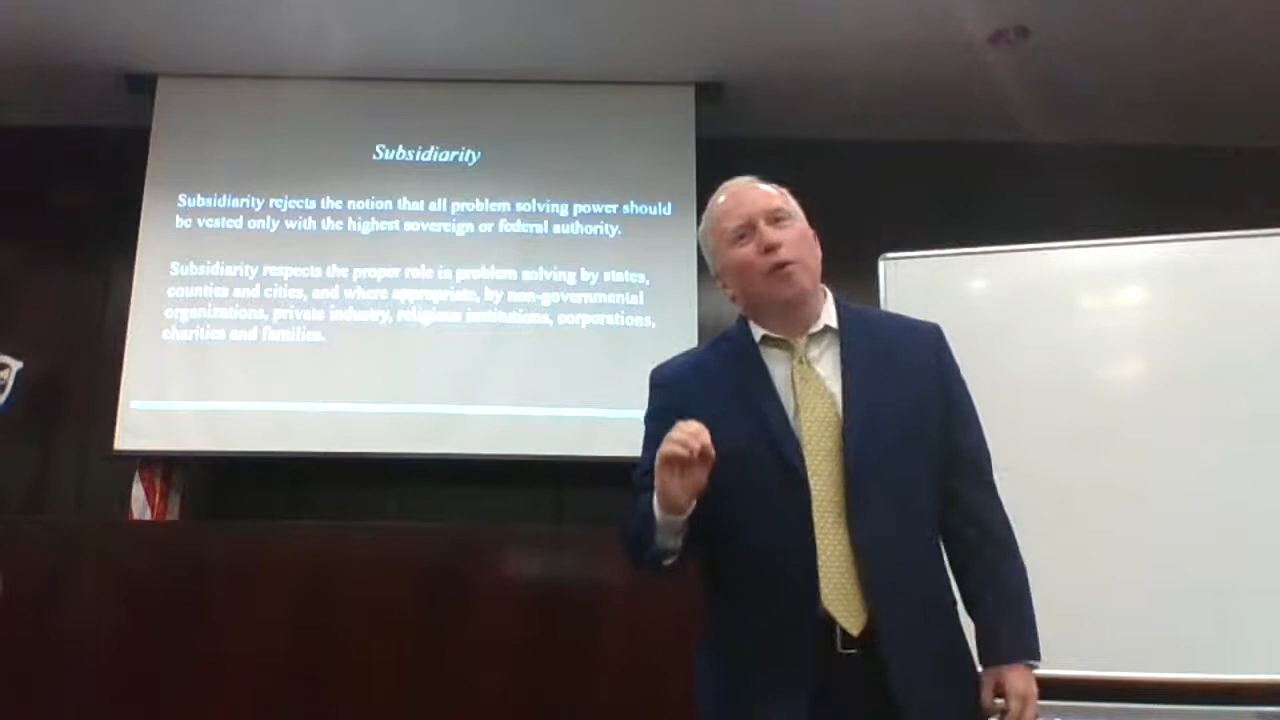 Subsidiarity
Subsidiarity rejects the notion that all problem solving power should
be vested only with the highest sovereign or federal authority.
Subsidiarity respects the proper role in problem solving by states,
counties and cities, and where appropriate, by non-governmental
organizations, private industry, religious institutions, corporations,
charities and families.